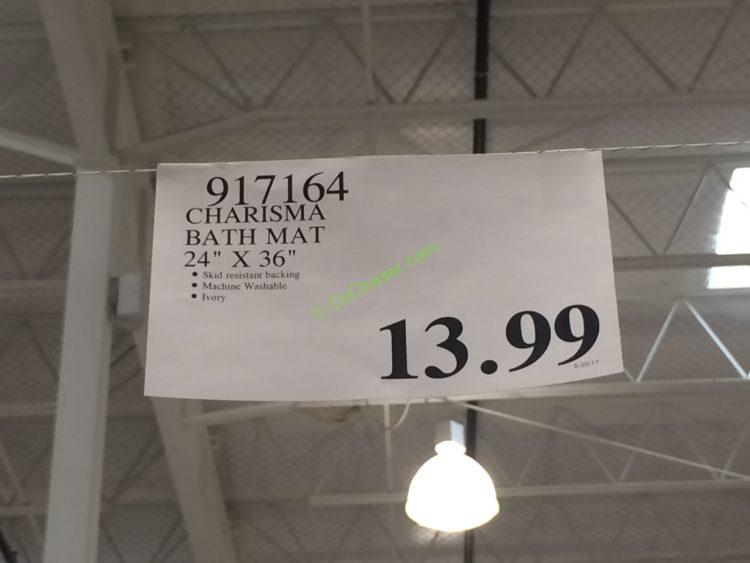 917164
CHARISMA
BATH MAT
24" X 36"
• Skid resistant backing
• Machine Washable
• Ivory
© CoChaser.com
13.99
5/20/17